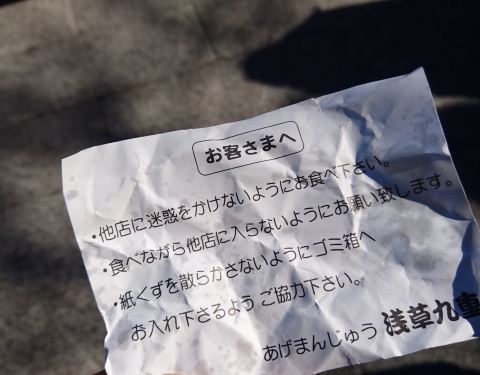 お客さまへ
・他店に迷惑をかけないようにお食べ下さい。
・食べながら他店に入らないようにお願い致します。
・紙くずを散らかさないようにゴミ箱へ
お入れ下さるよう ご協力下さい。
あげまんじゅう 浅草九重